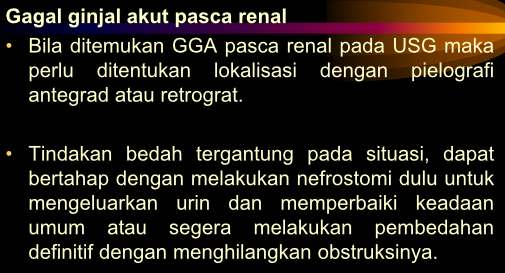 Gagal ginjal akut pasca renal
• Bila ditemukan GGA pasca renal pada USG maka
perlu ditentukan lokalisasi dengan pielografi
antegrad atau retrograt.
• Tindakan bedah tergantung pada situasi, dapat
bertahap dengan melakukan nefrostomi dulu untuk
mengeluarkan urin dan memperbaiki keadaan
umum atau segera melakukan pembedahan
definitif dengan menghilangkan obstruksinya.